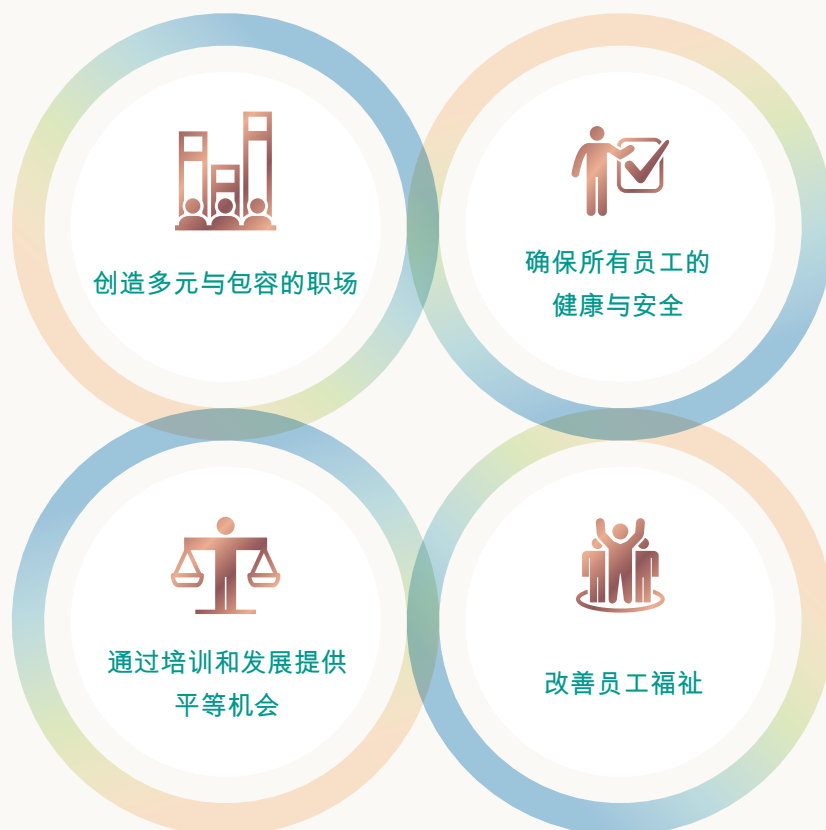 创造多元与包容的职场
确保所有员工的
健康与安全
通过培训和发展提供
平等机会
改善员工福祉